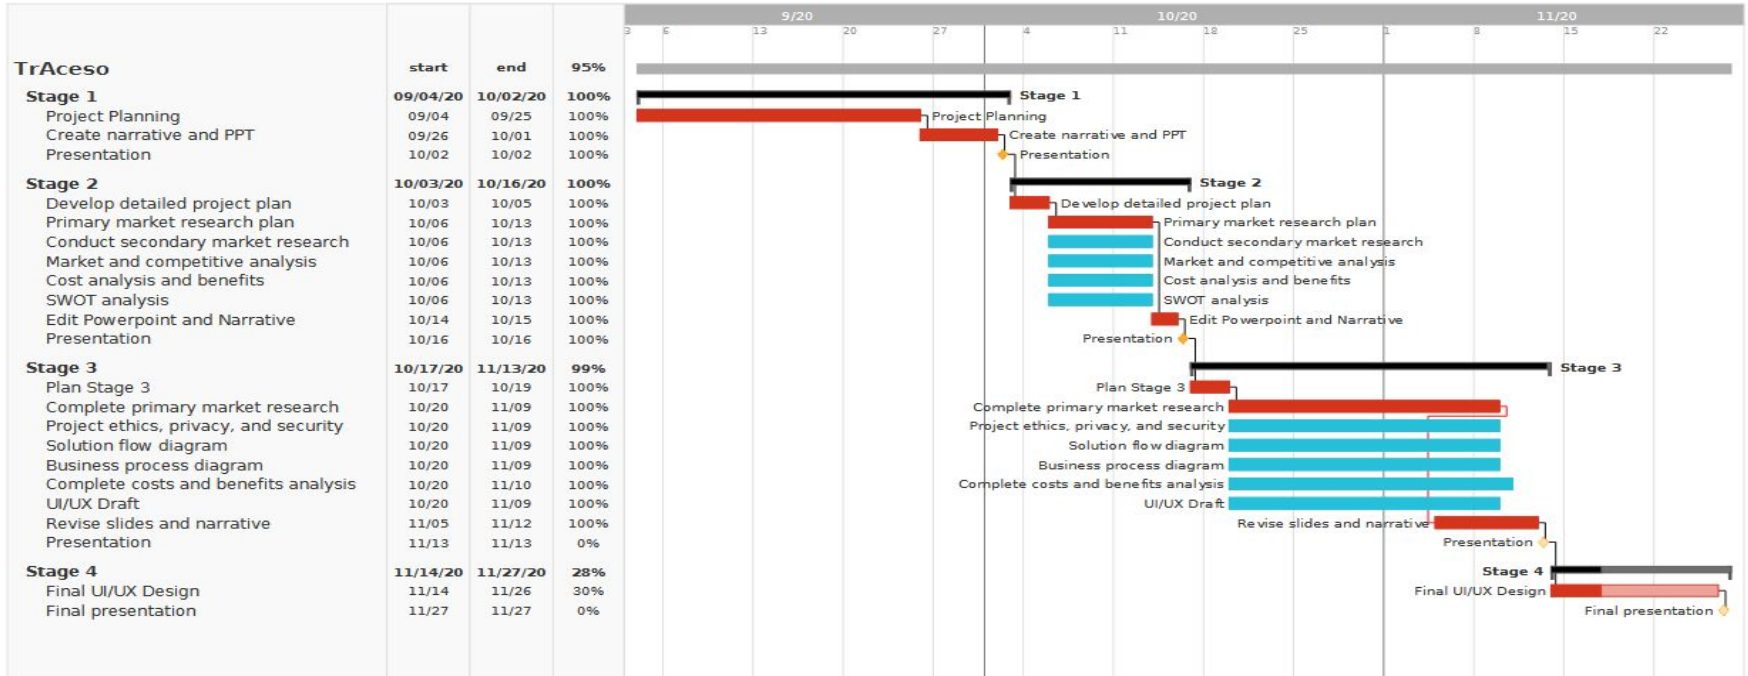 9/20 10/20 11/20
3 6 13 20 27 4 11 18 25 1 8 15 22
TrAceso start end 95%
Stage 1 09/04/20 10/02/20 100% Stage 1
Project Planning 09/04 09/25 100% Project Planning
Create narrative and PPT 09/26 10/01 100% Create narrative and PPT
Presentation 10/02 10/02 100% Presentation
Stage 2 10/03/20 10/16/20 100% Stage 2
Develop detailed project plan 10/03 10/05 100% Develop detailed project plan
Primary market research plan 10/06 10/13 100% Primary market research plan
Conduct secondary market research 10/06 10/13 100% Conduct secondary market research
Market and competitive analysis 10/06 10/13 100% Market and competitive analysis
Cost analysis and benefits 10/06 10/13 100% Cost analysis and benefits
SWOT analysis 10/06 10/13 100% SWOT analysis
Edit Powerpoint and Narrative 10/14 10/15 100% Edit Powerpoint and Narrative
Presentation 10/16 10/16 100% Presentation
Stage 3 10/17/20 11/13/20 99% Stage 3
Plan Stage 3 10/17 10/19 100% Plan Stage 3
Complete primary market research 10/20 11/09 100% Complete primary market research
Project ethics, privacy, and security 10/20 11/09 100% Project ethics, privacy, and security
Solution flow diagram 10/20 11/09 100% Solution flow diagram
Business process diagram 10/20 11/09 100% Business process diagram
Complete costs and benefits analysis 10/20 11/10 100% Complete costs and benefits analysis
UI/UX Draft 10/20 11/09 100% UI/UX Draft
Revise slides and narrative 11/05 11/12 100% Revise slides and narrative
Presentation 11/13 11/13 0% Presentation
Stage 4 11/14/20 11/27/20 28% Stage 4
Final UI/UX Design 11/14 11/26 30% Final UI/UX Design
Final presentation 11/27 11/27 0% Final presentation